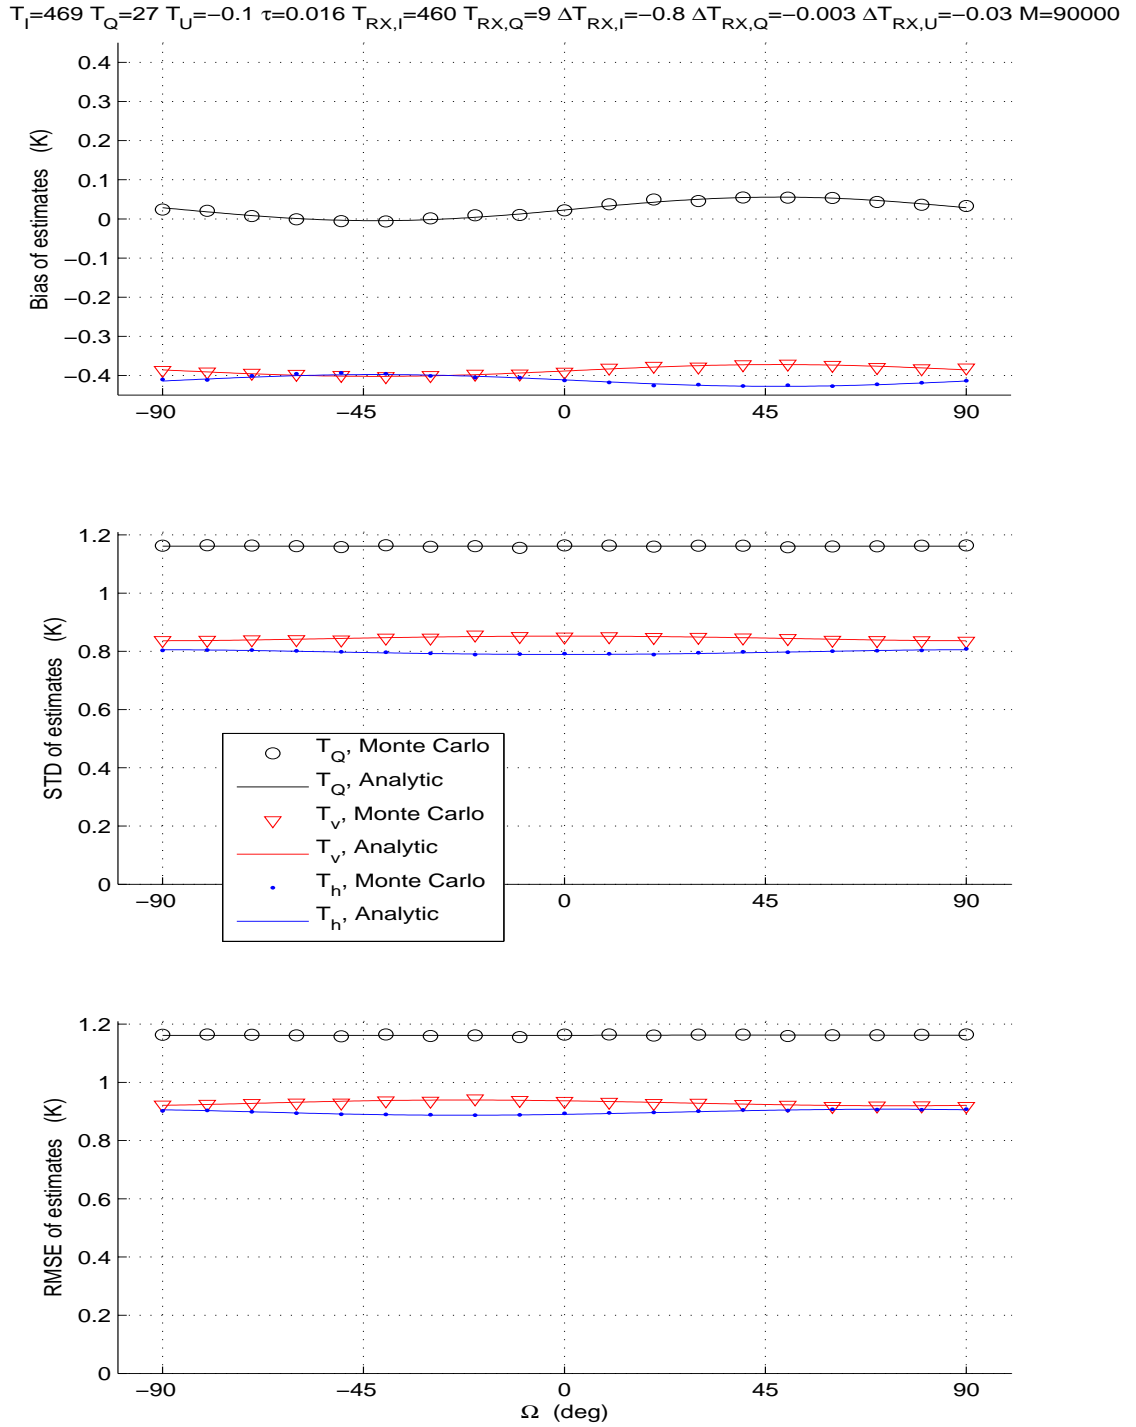 T_I=469 T_Q=27 T_U=−0.1 τ=0.016 T_RX,I=460 T_RX,Q=9 ΔT_RX,I=−0.8 ΔT_RX,Q=−0.003 ΔT_RX,U=−0.03 M=90000
0.4
0.3
0.2
0.1
0
−0.1
−0.2
−0.3
−0.4
Bias of estimates (K)
−90 −45 0 45 90
1.2
1
0.8
0.6
0.4
0.2
0
STD of estimates (K)
T_Q, Monte Carlo
T_Q, Analytic
T_v, Monte Carlo
T_v, Analytic
T_h, Monte Carlo
T_h, Analytic
−90 0 45 90
1.2
1
0.8
0.6
0.4
0.2
0
RMSE of estimates (K)
−90 −45 0 45 90
Ω (deg)